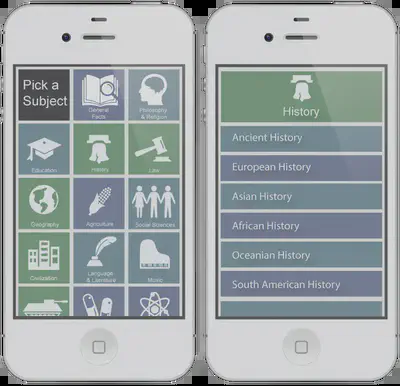 Pick a
Subject
General
Facts
Philosophy
& Religion
Education
History
Law
Geography
Agriculture
Social Sciences
Civilization
Language
& Literature
Music
History
Ancient History
European History
Asian History
African History
Oceanian History
South American History